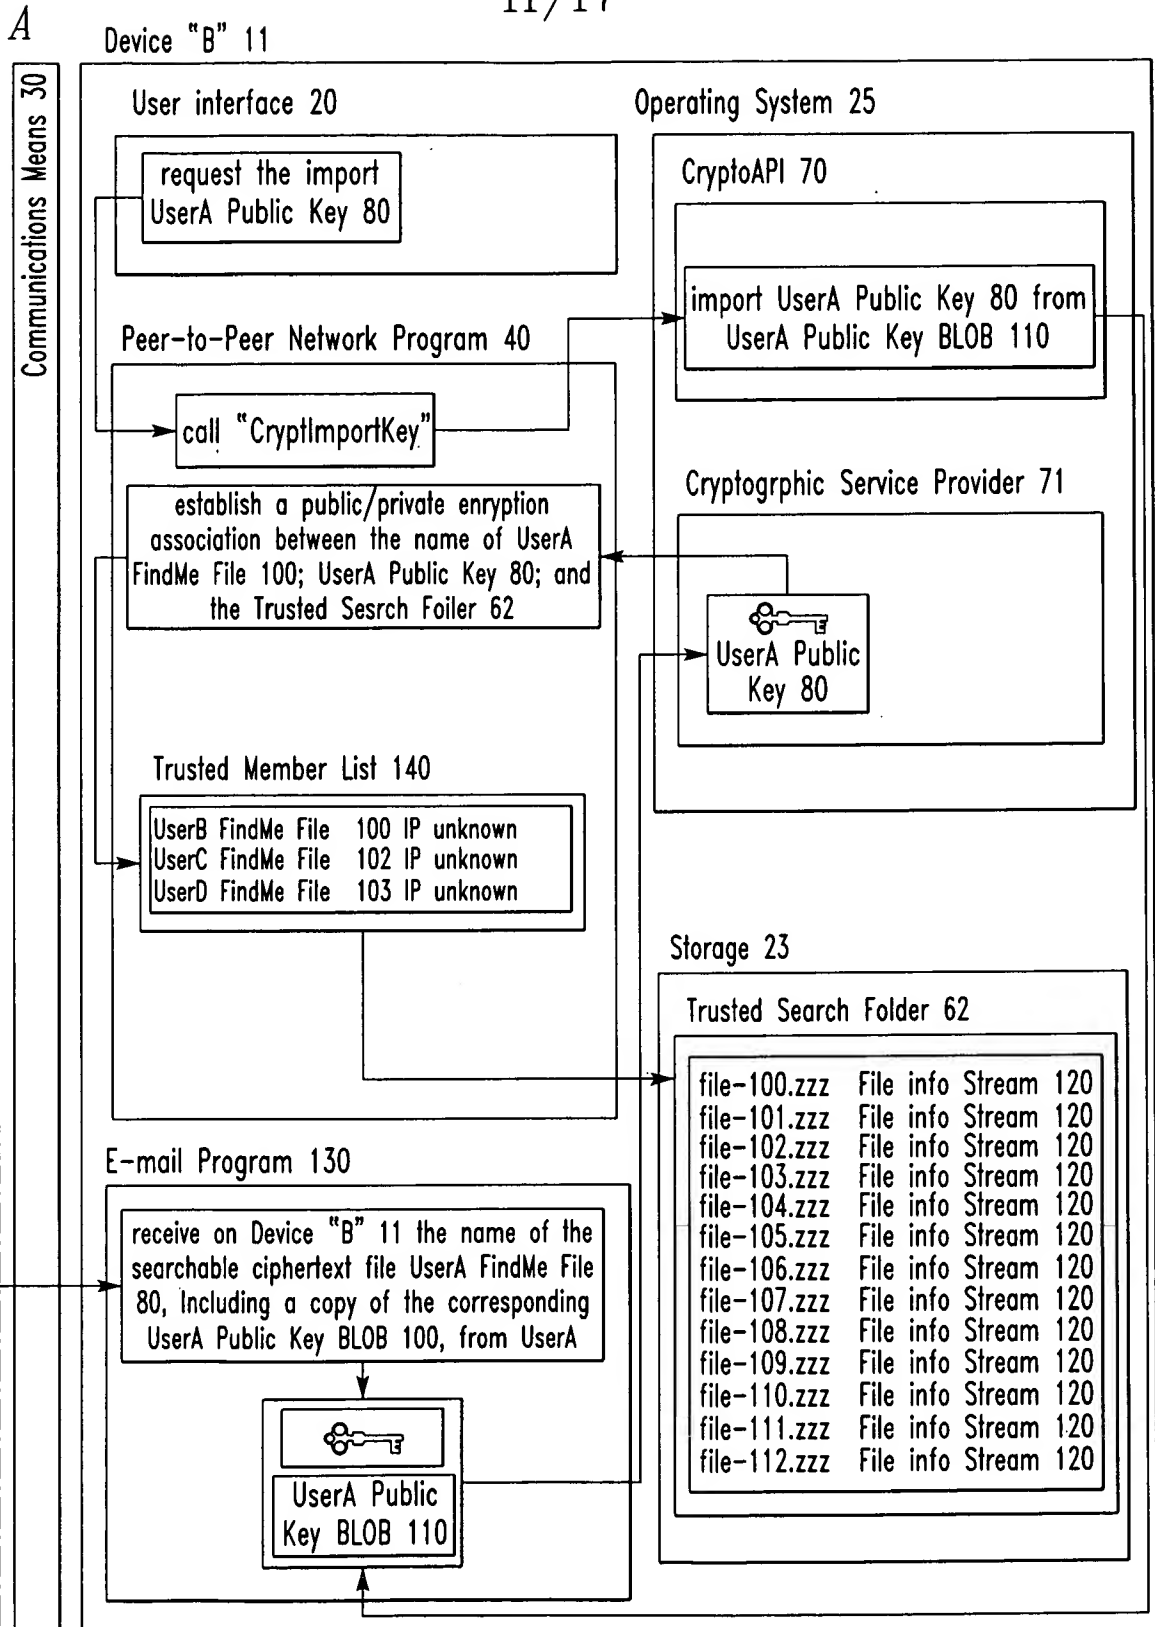 11/17
A
Device "B" 11
Communications Means 30
User interface 20
request the import
UserA Public Key 80
Operating System 25
CryptoAPI 70
import UserA Public Key 80 from
UserA Public Key BLOB 110
Peer-to-Peer Network Program 40
call "CryptImportKey"
establish a public/private enryption
association between the name of UserA
FindMe File 100; UserA Public Key 80; and
the Trusted Sesrch Foiler 62
Cryptogrphic Service Provider 71
UserA Public
Key 80
Trusted Member List 140
UserB FindMe File 100 IP unknown
UserC FindMe File 102 IP unknown
UserD FindMe File 103 IP unknown
Storage 23
Trusted Search Folder 62
file-100.zzz File info Stream 120
file-101.zzz File info Stream 120
file-102.zzz File info Stream 120
file-103.zzz File info Stream 120
file-104.zzz File info Stream 120
file-105.zzz File info Stream 120
file-106.zzz File info Stream 120
file-107.zzz File info Stream 120
file-108.zzz File info Stream 120
file-109.zzz File info Stream 120
file-110.zzz File info Stream 120
file-111.zzz File info Stream 120
file-112.zzz File info Stream 120
E-mail Program 130
receive on Device "B" 11 the name of the
searchable ciphertext file UserA FindMe File
80, Including a copy of the corresponding
UserA Public Key BLOB 100, from UserA
UserA Public
Key BLOB 110